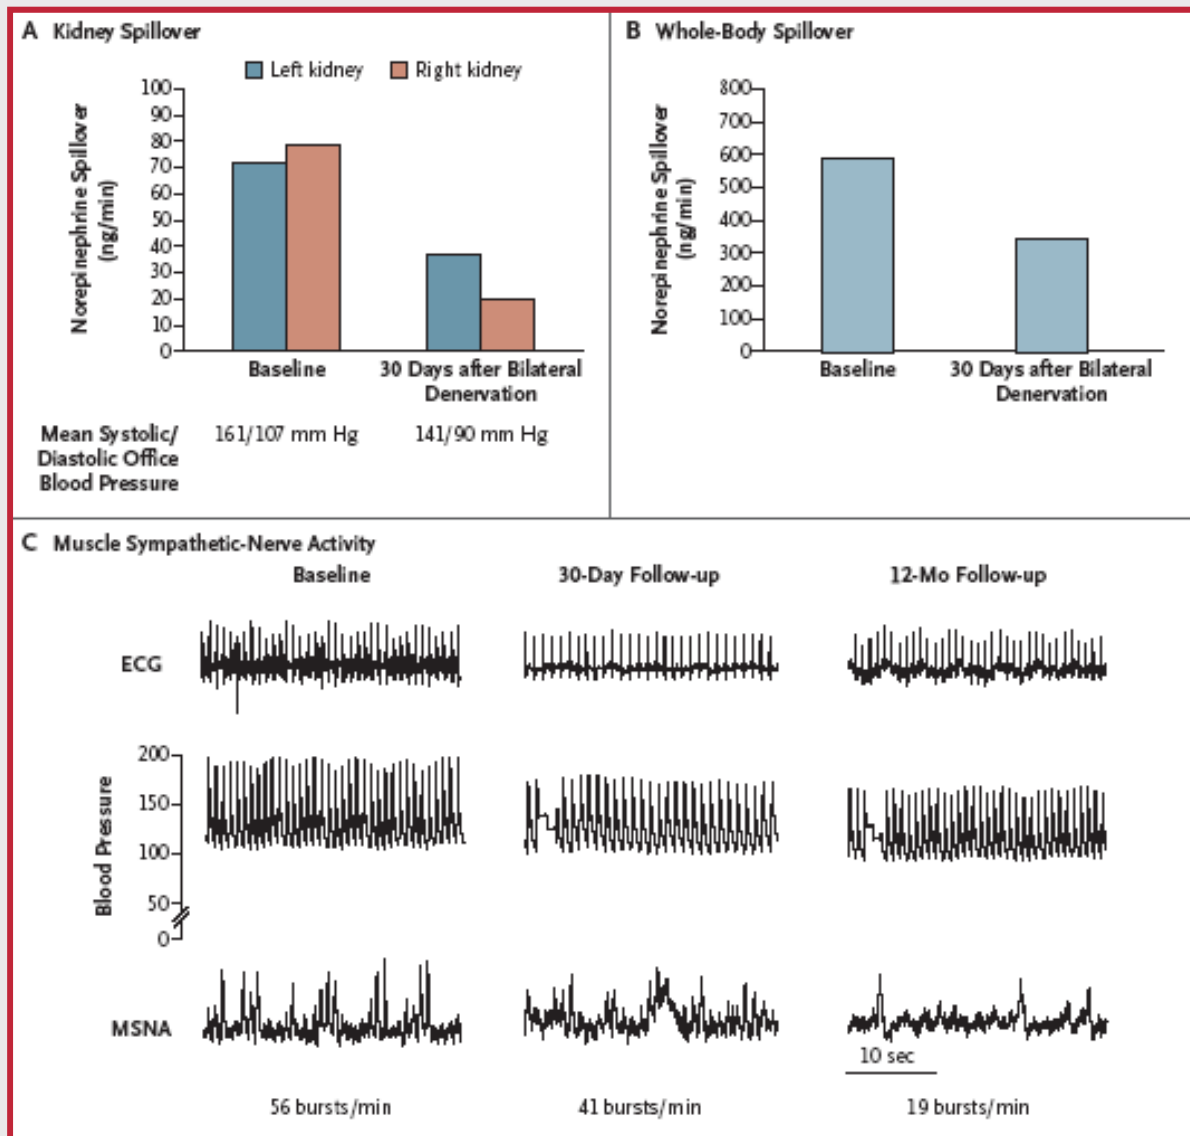 A Kidney Spillover
Left kidney
Right kidney
Norepinephrine Spillover
(ng/min)
100
90
80
70
60
50
40
30
20
10
0
Baseline
30 Days after Bilateral
Denervation
Mean Systolic/
Diastolic Office
Blood Pressure
161/107 mm Hg
141/90 mm Hg
B Whole-Body Spillover
Norepinephrine Spillover
(ng/min)
800
700
600
500
400
300
200
100
0
Baseline
30 Days after Bilateral
Denervation
C Muscle Sympathetic-Nerve Activity
Baseline
30-Day Follow-up
12-Mo Follow-up
ECG
Blood Pressure
200
150
100
50
0
MSNA
10 sec
56 bursts/min
41 bursts/min
19 bursts/min